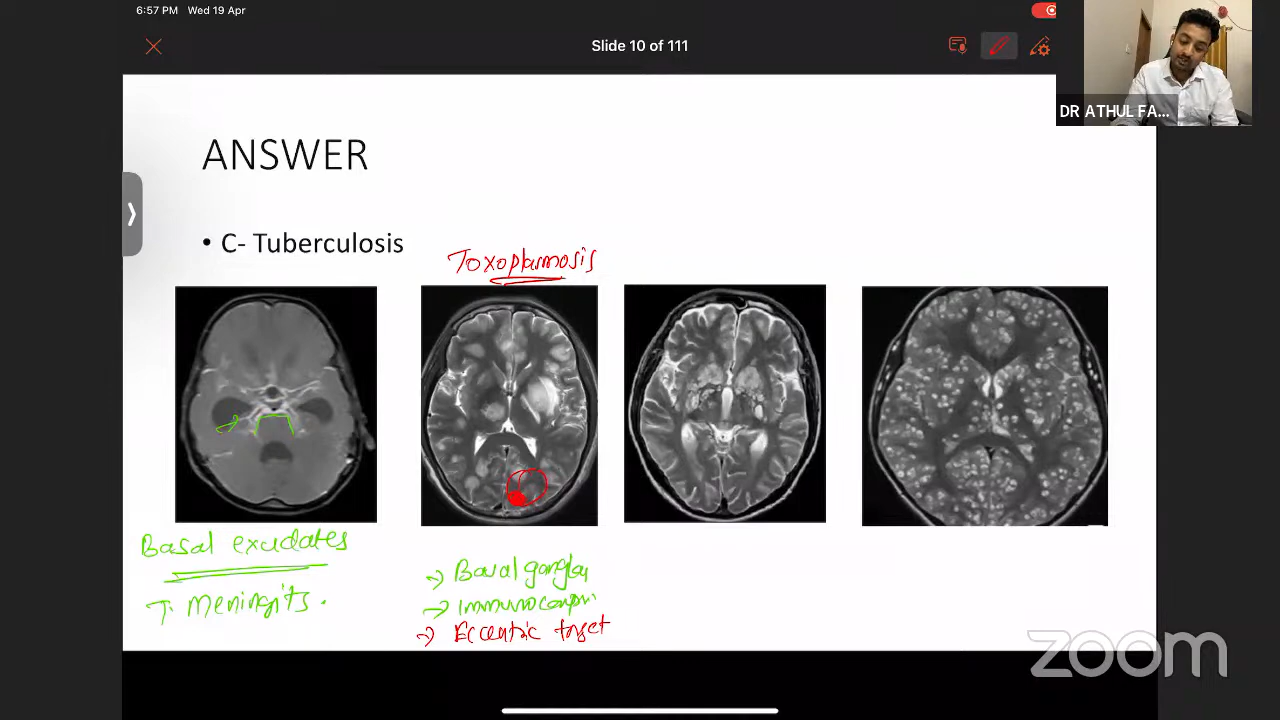 6:57 PM Wed 19 Apr
Slide 10 of 111
DR ATHUL FA...
ANSWER
• C- Tuberculosis
Toxoplasmosis
Basal exudates
Meningits.
→ Basal ganglia
→ Immunocompr
→ Eccentric target
zoom